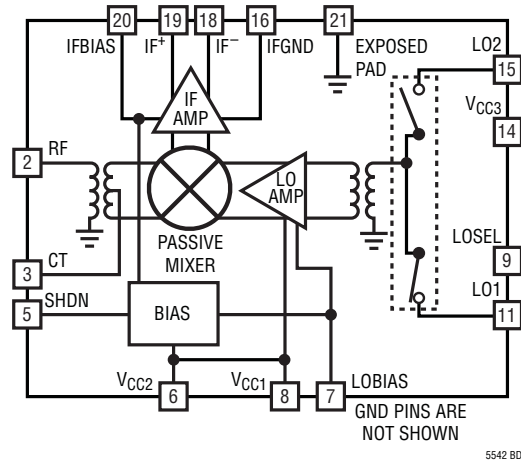 20 19 18 16 21
IFBIAS IF+ IF− IFGND
EXPOSED
PAD
LO2
15
IF
AMP
VCC3
14
2 RF
LO
AMP
PASSIVE
MIXER
LOSEL
9
3 CT
LO1
11
5 SHDN
BIAS
VCC2 VCC1 LOBIAS
6 8 7
GND PINS ARE
NOT SHOWN
5542 BD